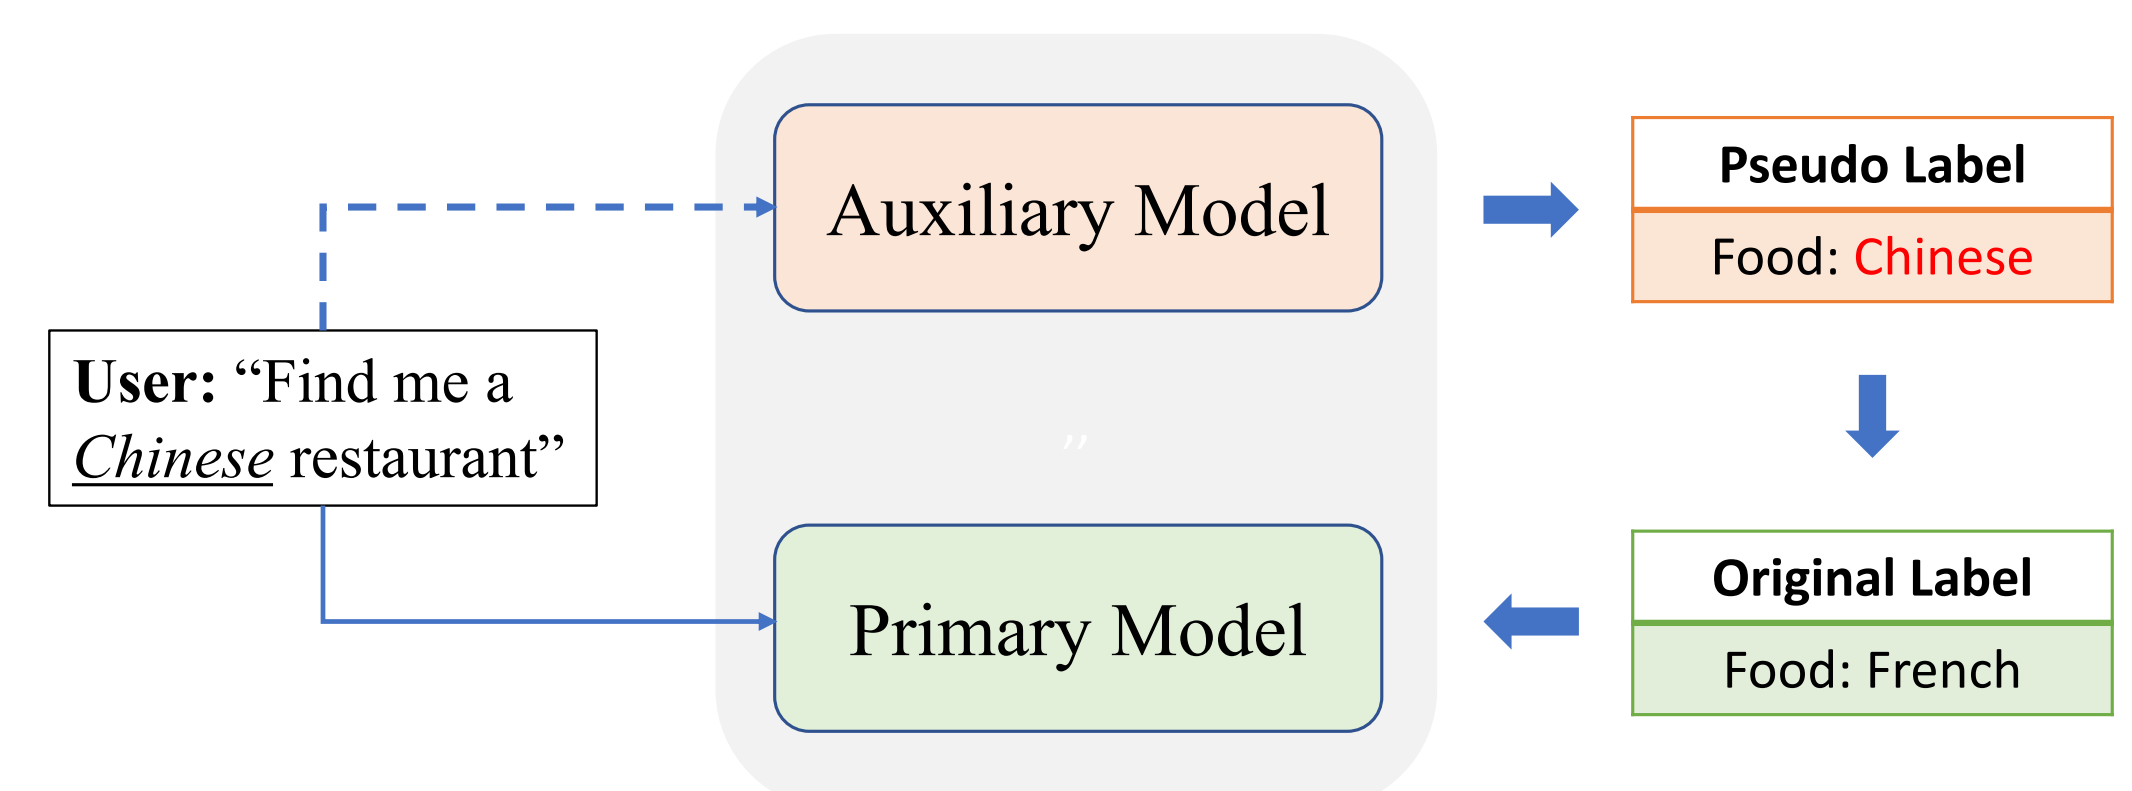 Auxiliary Model
Pseudo Label
Food: Chinese
User: “Find me a
Chinese restaurant”
”
Primary Model
Original Label
Food: French